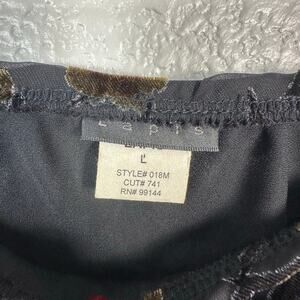 Lapis
L
STYLE# 018M
CUT# 741
RN# 99144